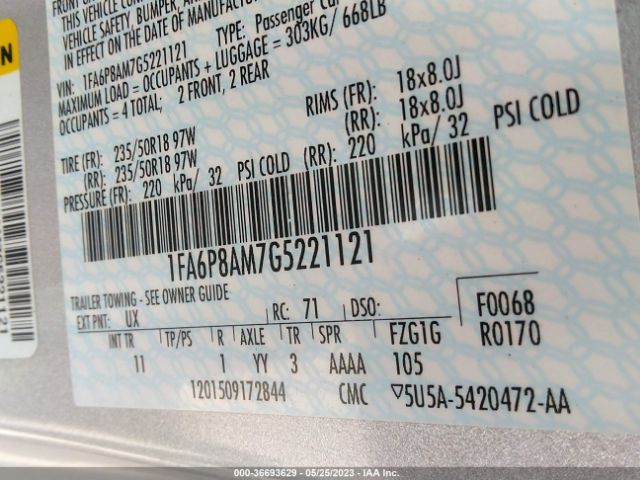 THIS VEHICLE CON
VEHICLE SAFETY, BUMPER, AN
IN EFFECT ON THE DATE OF MANUFACTUR
VIN: 1FA6P8AM7G5221121 TYPE: Passenger Car
MAXIMUM LOAD = OCCUPANTS + LUGGAGE = 303KG/ 668LB
OCCUPANTS = 4 TOTAL; 2 FRONT, 2 REAR
TIRE (FR): 235/50R18 97W RIMS (FR): 18x8.0J
(RR): 235/50R18 97W (RR): 18x8.0J
PRESSURE (FR): 220 kPa/ 32 PSI COLD (RR): 220 kPa/ 32 PSI COLD
1FA6P8AM7G5221121
TRAILER TOWING - SEE OWNER GUIDE
EXT PNT: UX RC: 71 DSO: F0068
INT TR TP/PS R AXLE TR SPR FZG1G R0170
11 1 YY 3 AAAA 105
1201509172844 CMC 5U5A-5420472-AA
000-36693629 - 05/25/2023 - IAA Inc.